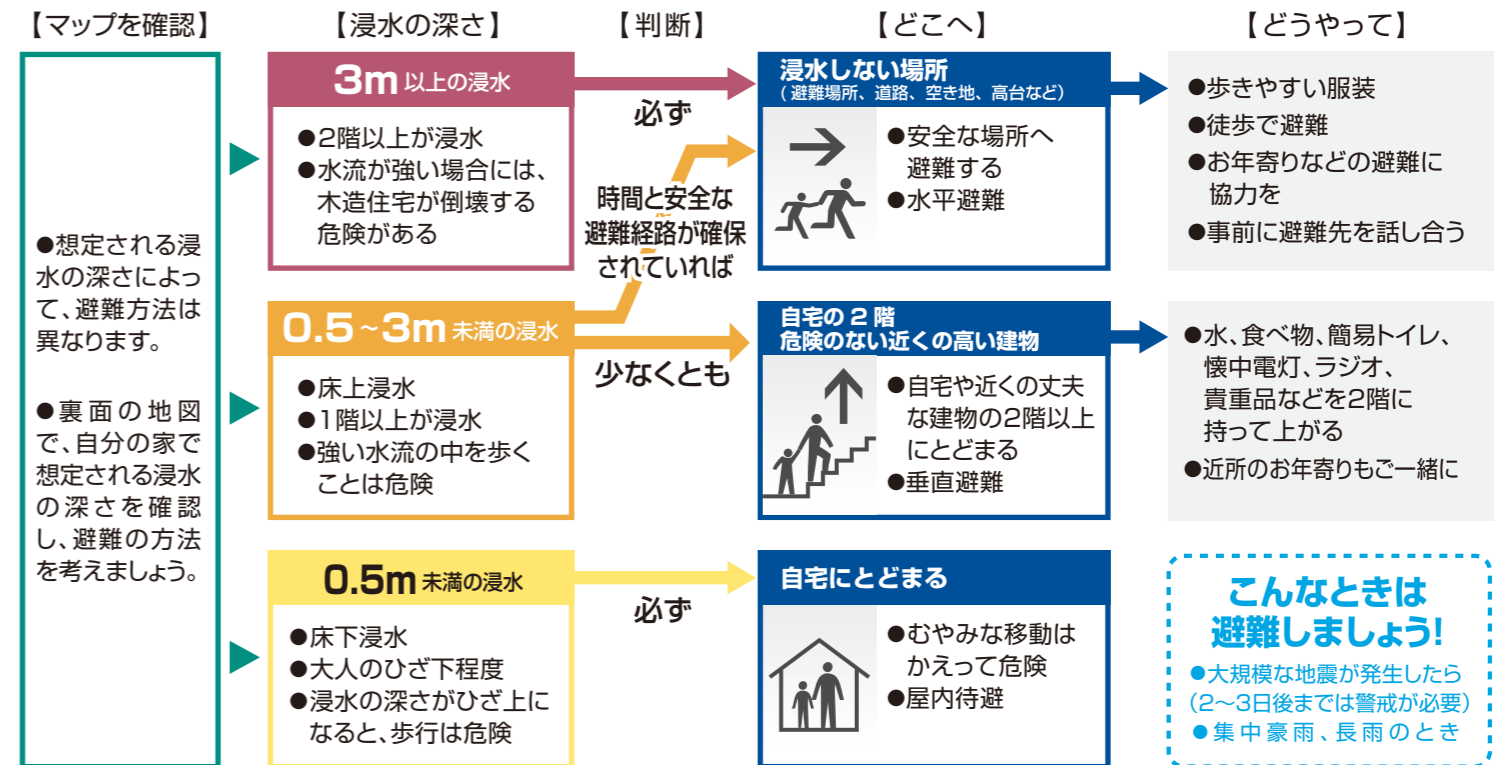 【マップを確認】
【浸水の深さ】
【判断】
【どこへ】
【どうやって】
●想定される浸
水の深さによっ
て、避難方法は
異なります。
●裏面の地図
で、自分の家で
想定される浸水
の深さを確認
し、避難の方法
を考えましょう。
3m以上の浸水
●2階以上が浸水
●水流が強い場合には、
木造住宅が倒壊する
危険がある
必ず
時間と安全な
避難経路が確保
されていれば
浸水しない場所
(避難場所、道路、空き地、高台など)
●安全な場所へ
避難する
●水平避難
●歩きやすい服装
●徒歩で避難
●お年寄りなどの避難に
協力を
●事前に避難先を話し合う
0.5～3m未満の浸水
●床上浸水
●1階以上が浸水
●強い水流の中を歩く
ことは危険
少なくとも
自宅の2階
危険のない近くの高い建物
●自宅や近くの丈夫
な建物の2階以上
にとどまる
●垂直避難
●水、食べ物、簡易トイレ、
懐中電灯、ラジオ、
貴重品などを2階に
持って上がる
●近所のお年寄りもご一緒に
0.5m未満の浸水
●床下浸水
●大人のひざ下程度
●浸水の深さがひざ上に
なると、歩行は危険
必ず
自宅にとどまる
●むやみな移動は
かえって危険
●屋内待避
こんなときは
避難しましょう!
●大規模な地震が発生したら
(2～3日後までは警戒が必要)
●集中豪雨、長雨のとき